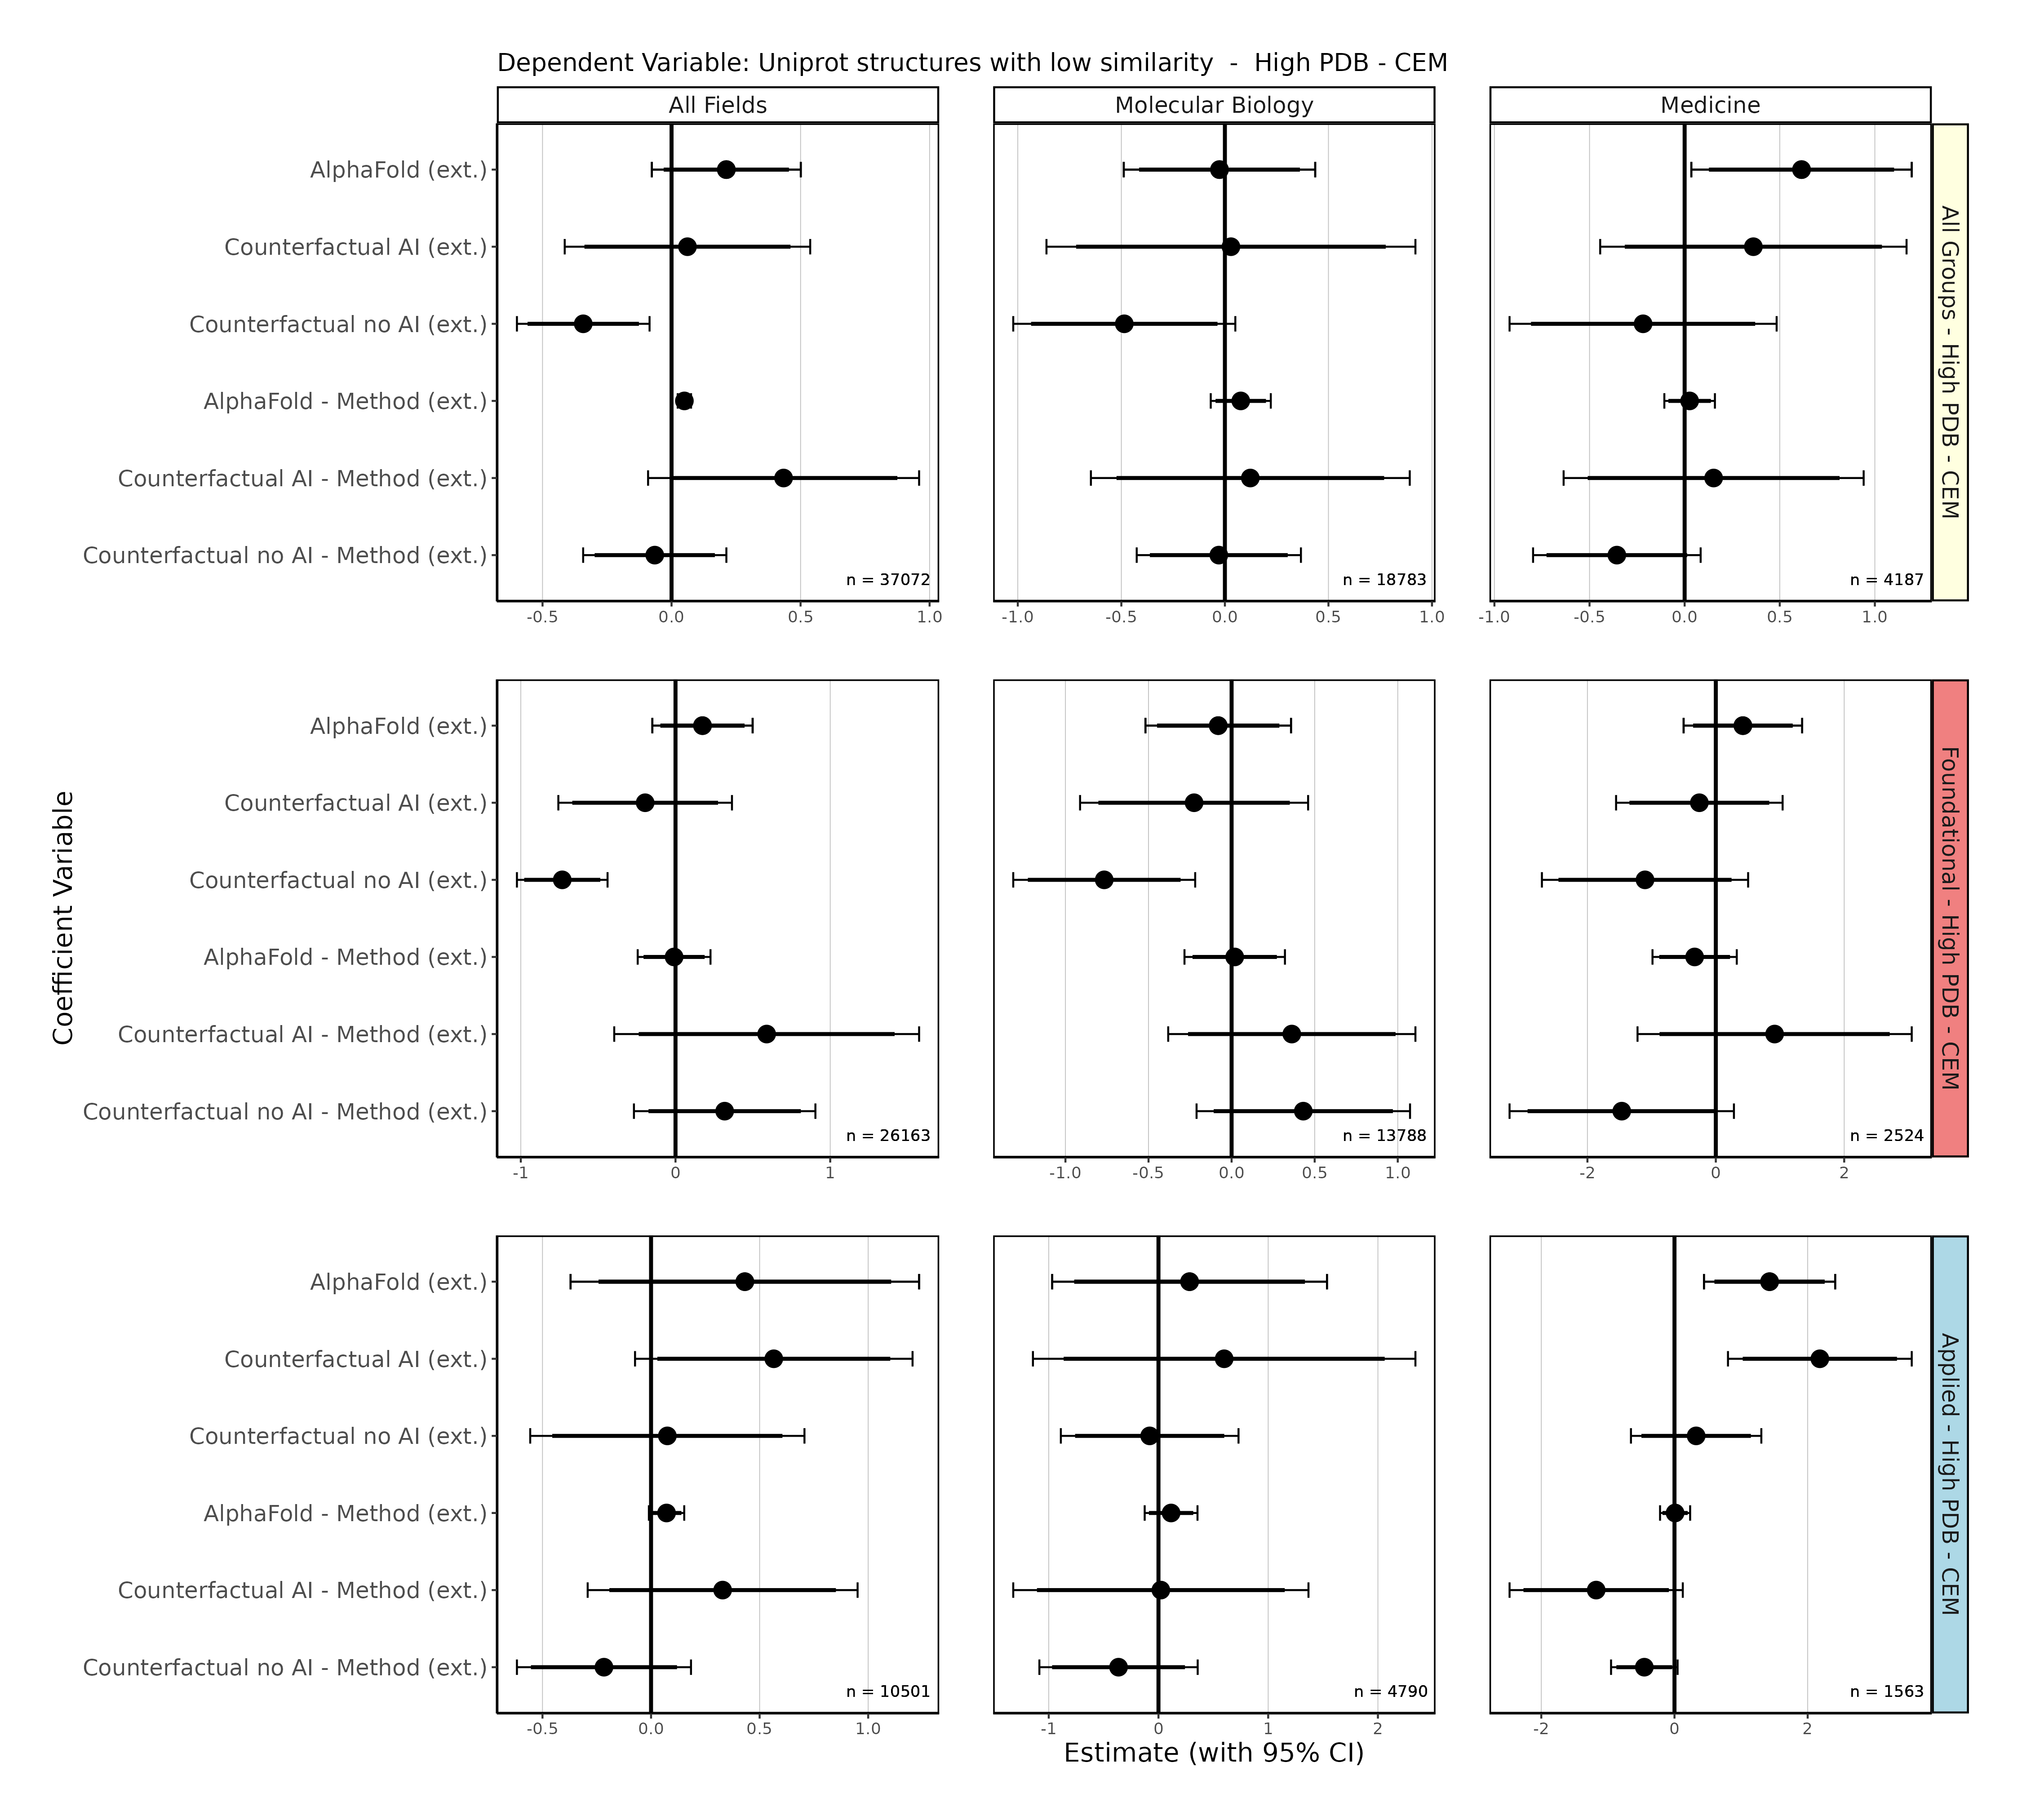 Dependent Variable: Uniprot structures with low similarity  -  High PDB - CEM
All Fields
Molecular Biology
Medicine
AlphaFold (ext.)
Counterfactual AI (ext.)
Counterfactual no AI (ext.)
AlphaFold - Method (ext.)
Counterfactual AI - Method (ext.)
Counterfactual no AI - Method (ext.)
n = 37072
n = 18783
n = 4187
-0.5 0.0 0.5 1.0
-1.0 -0.5 0.0 0.5 1.0
-1.0 -0.5 0.0 0.5 1.0
All Groups - High PDB - CEM
Coefficient Variable
AlphaFold (ext.)
Counterfactual AI (ext.)
Counterfactual no AI (ext.)
AlphaFold - Method (ext.)
Counterfactual AI - Method (ext.)
Counterfactual no AI - Method (ext.)
n = 26163
n = 13788
n = 2524
-1 0 1
-1.0 -0.5 0.0 0.5 1.0
-2 0 2
Foundational - High PDB - CEM
AlphaFold (ext.)
Counterfactual AI (ext.)
Counterfactual no AI (ext.)
AlphaFold - Method (ext.)
Counterfactual AI - Method (ext.)
Counterfactual no AI - Method (ext.)
n = 10501
n = 4790
n = 1563
-0.5 0.0 0.5 1.0
-1 0 1 2
-2 0 2
Applied - High PDB - CEM
Estimate (with 95% CI)